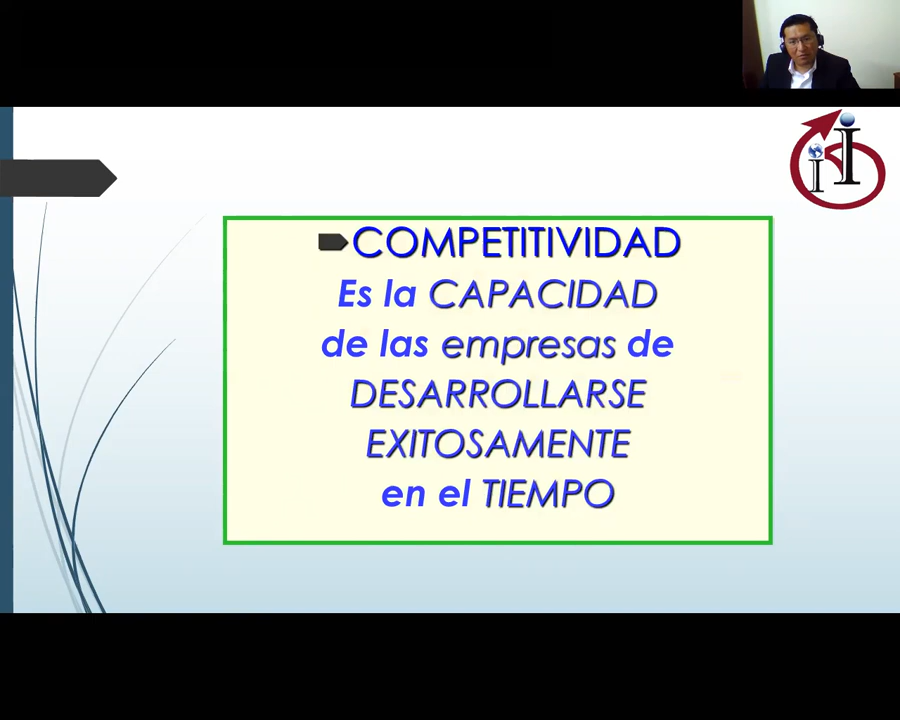 COMPETITIVIDAD
Es la CAPACIDAD
de las empresas de
DESARROLLARSE
EXITOSAMENTE
en el TIEMPO